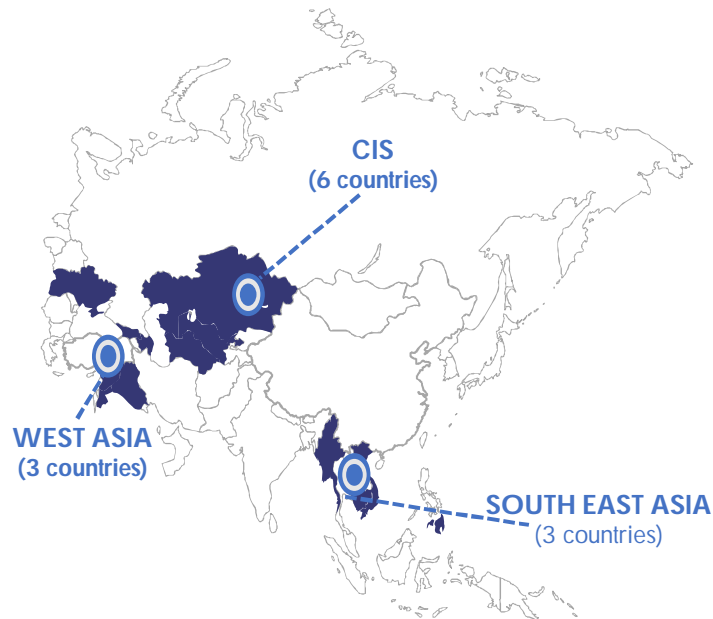 CIS
(6 countries)
WEST ASIA
(3 countries)
SOUTH EAST ASIA
(3 countries)